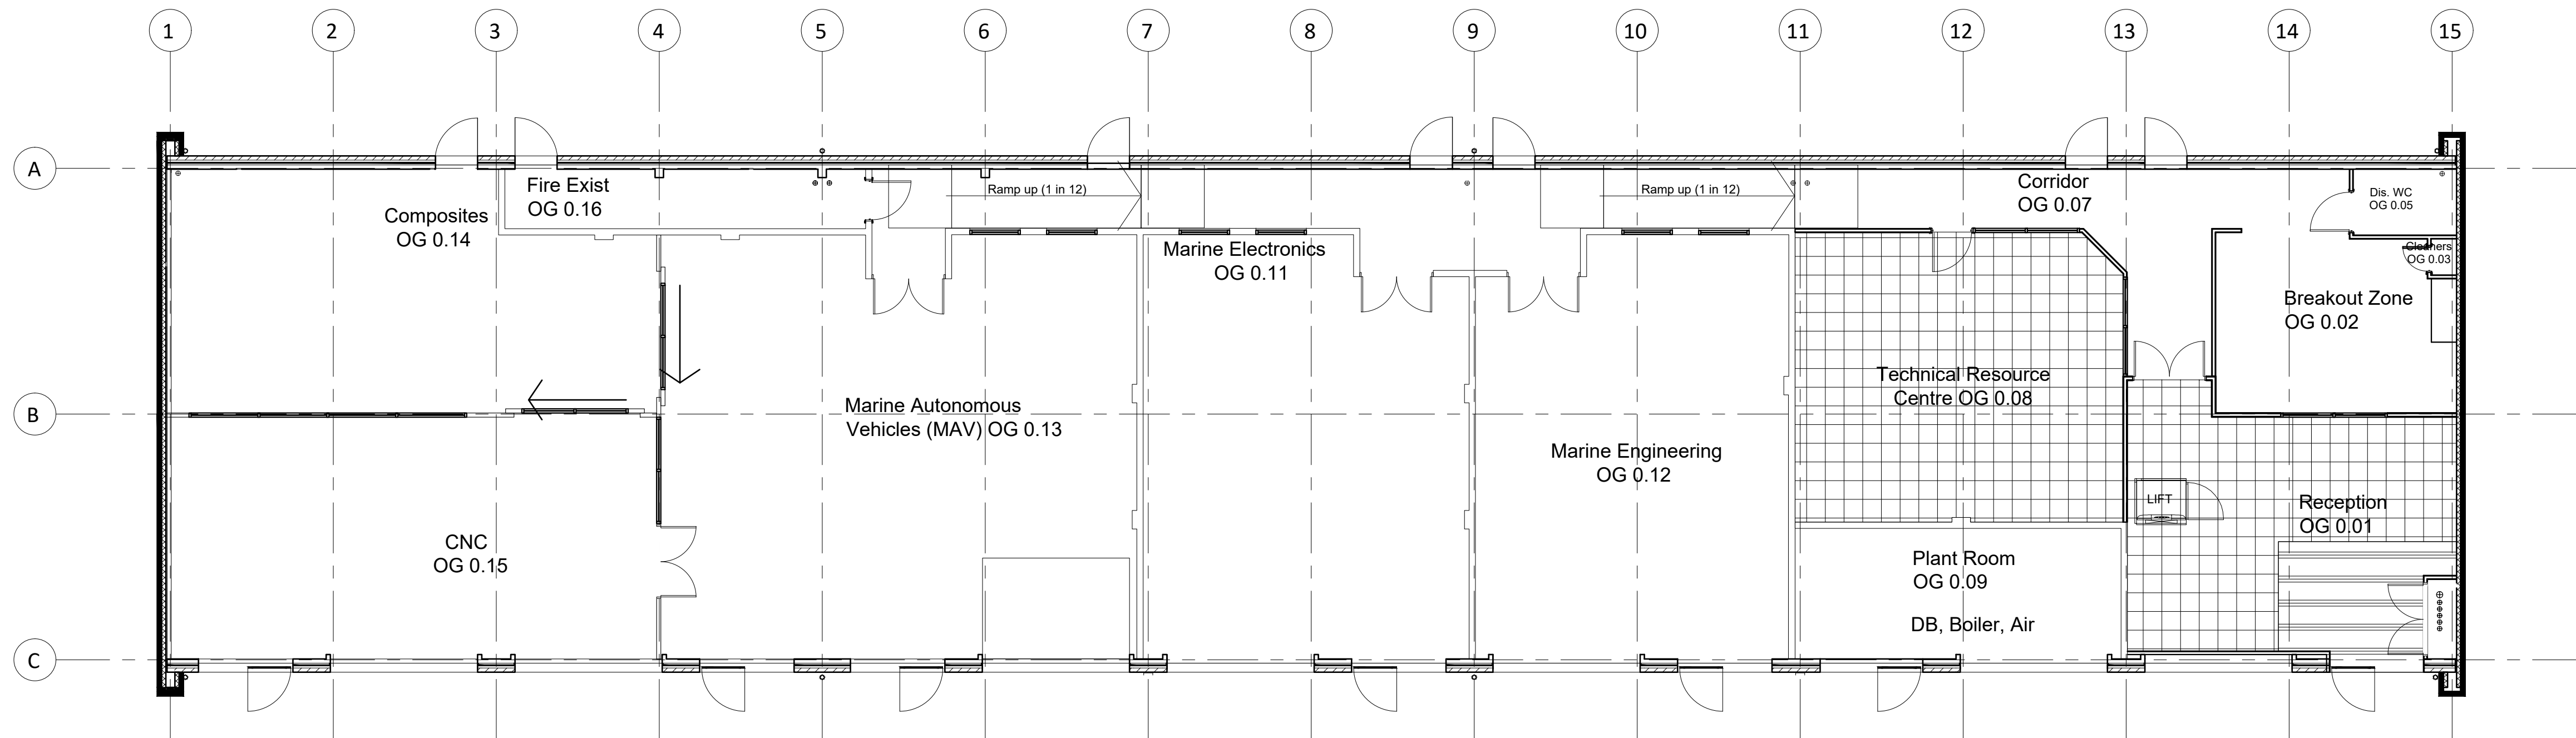 1 2 3 4 5 6 7 8 9 10 11 12 13 14 15
A
Fire Exist
OG 0.16
Ramp up (1 in 12)
Ramp up (1 in 12)
Corridor
OG 0.07
Dis. WC
OG 0.05
Composites
OG 0.14
Marine Electronics
OG 0.11
Cleaners
OG 0.03
Breakout Zone
OG 0.02
Technical Resource
Centre OG 0.08
B
Marine Autonomous
Vehicles (MAV) OG 0.13
Marine Engineering
OG 0.12
LIFT
Reception
OG 0.01
CNC
OG 0.15
Plant Room
OG 0.09
DB, Boiler, Air
C